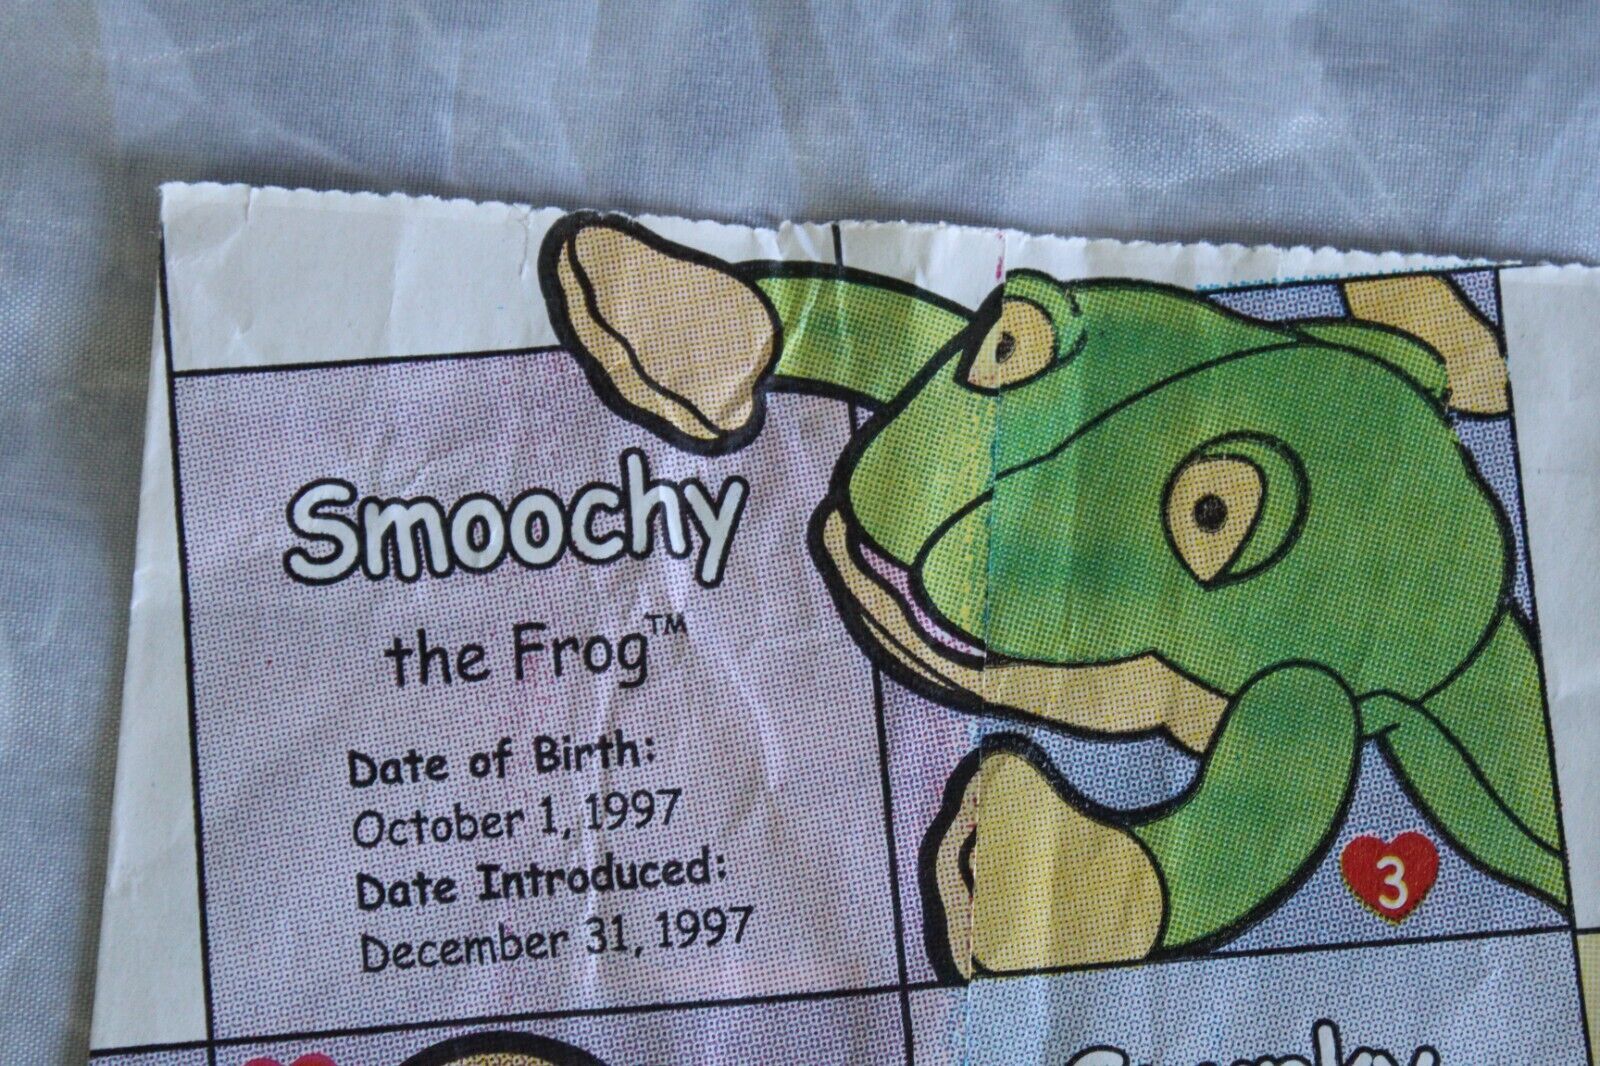 Smoochy
the Frog™
Date of Birth:
October 1, 1997
Date Introduced:
December 31, 1997
3